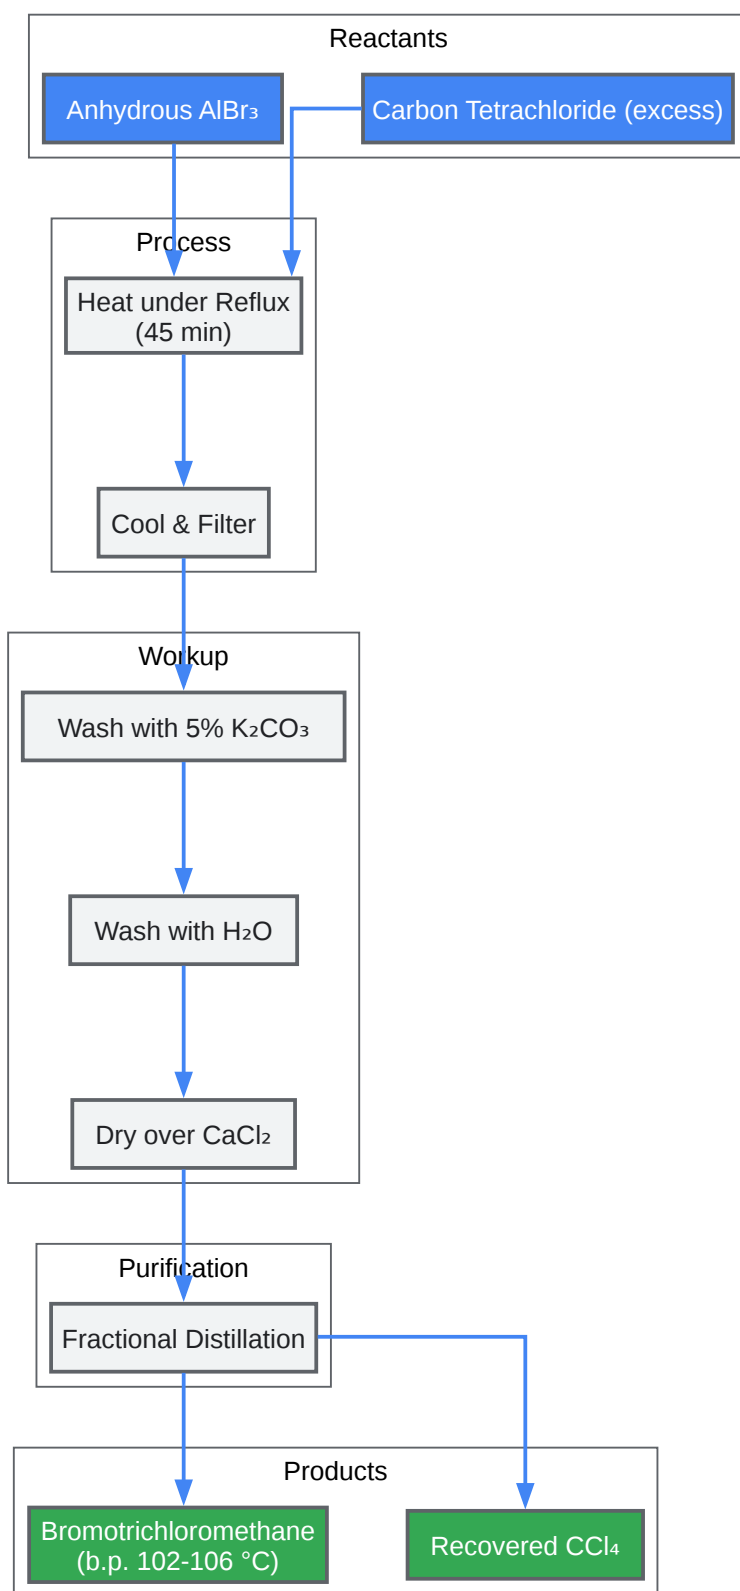 Reactants
Anhydrous AlBr₃
Carbon Tetrachloride (excess)
Process
Heat under Reflux
(45 min)
Cool & Filter
Workup
Wash with 5% K₂CO₃
Wash with H₂O
Dry over CaCl₂
Purification
Fractional Distillation
Products
Bromotrichloromethane
(b.p. 102-106 °C)
Recovered CCl₄